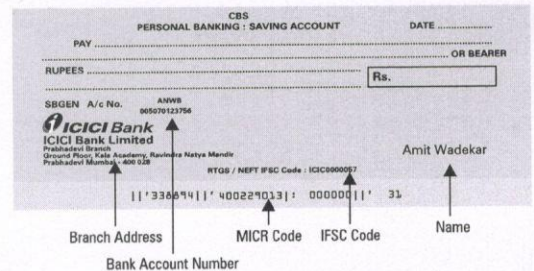 CBS
PERSONAL BANKING : SAVING ACCOUNT
DATE
PAY
OR BEARER
RUPEES
Rs.
SBGEN A/c No.
ANWB
005070123756
ICICI Bank
ICICI Bank Limited
Prabhadevi Branch
Ground Floor, Kala Academy, Ravindra Natya Mandir
Prabhadevi Mumbai - 400 028
Amit Wadekar
RTGS / NEFT IFSC Code : ICIC0000057
||'338694||' 400229013|: 000000||' 31
Branch Address
MICR Code
IFSC Code
Name
Bank Account Number